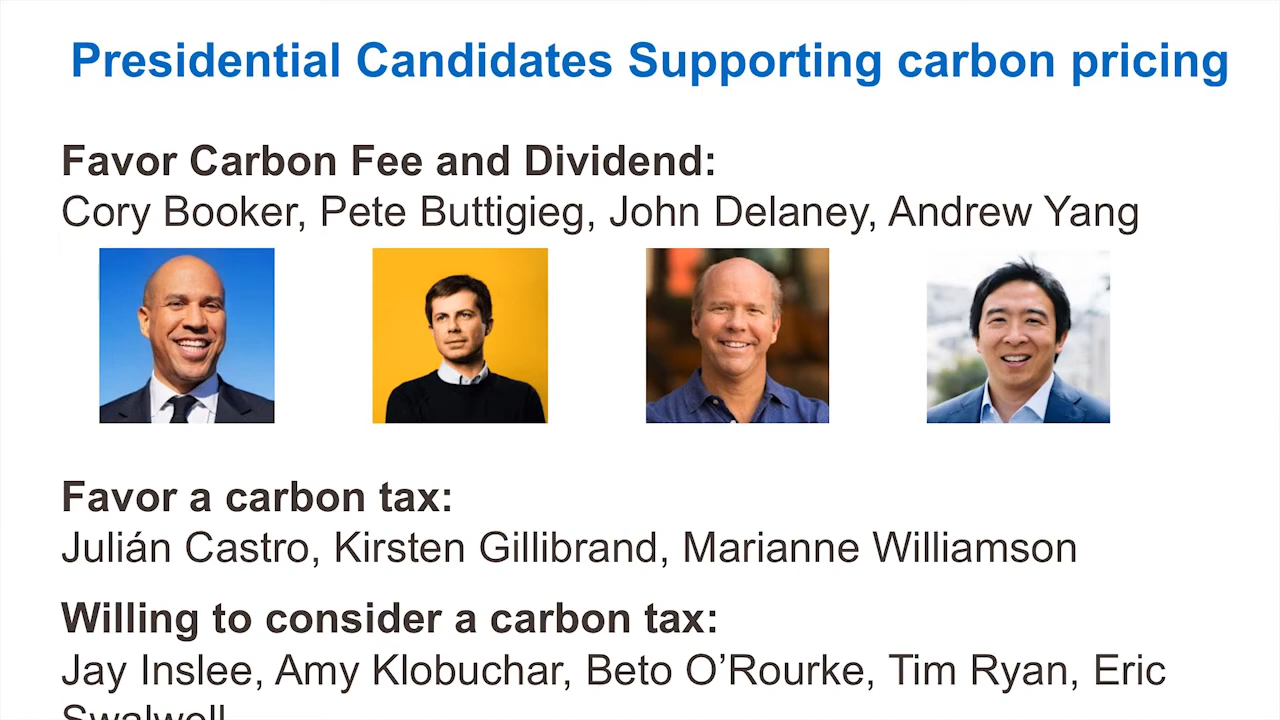 Presidential Candidates Supporting carbon pricing
Favor Carbon Fee and Dividend:
Cory Booker, Pete Buttigieg, John Delaney, Andrew Yang
Favor a carbon tax:
Julián Castro, Kirsten Gillibrand, Marianne Williamson
Willing to consider a carbon tax:
Jay Inslee, Amy Klobuchar, Beto O’Rourke, Tim Ryan, Eric
Swalwell